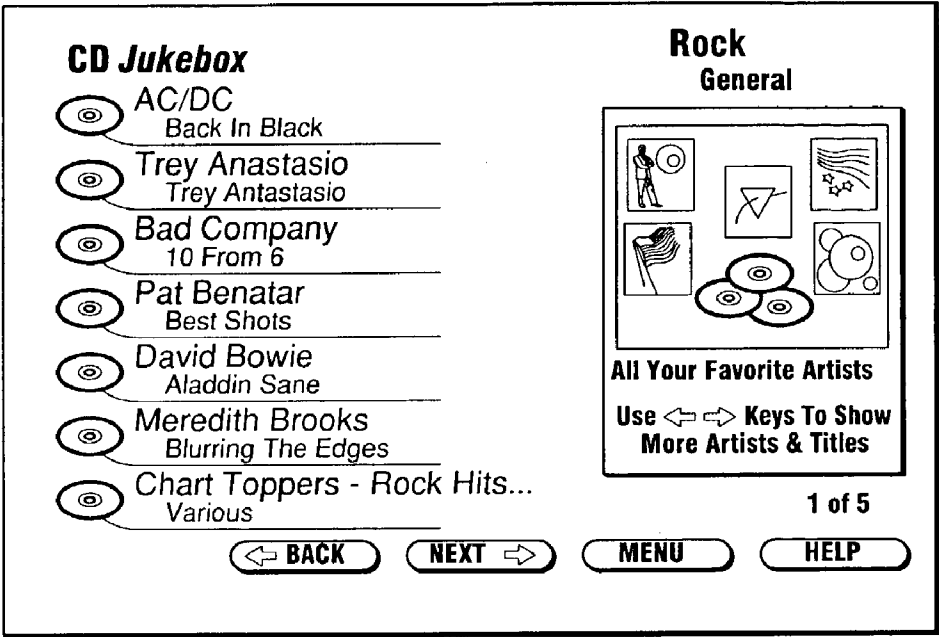 CD Jukebox
Rock
General
AC/DC
Back In Black
Trey Anastasio
Trey Antastasio
Bad Company
10 From 6
Pat Benatar
Best Shots
David Bowie
Aladdin Sane
Meredith Brooks
Blurring The Edges
Chart Toppers - Rock Hits...
Various
All Your Favorite Artists
Use ⇦ ⇨ Keys To Show
More Artists & Titles
1 of 5
⇦ BACK
NEXT ⇨
MENU
HELP